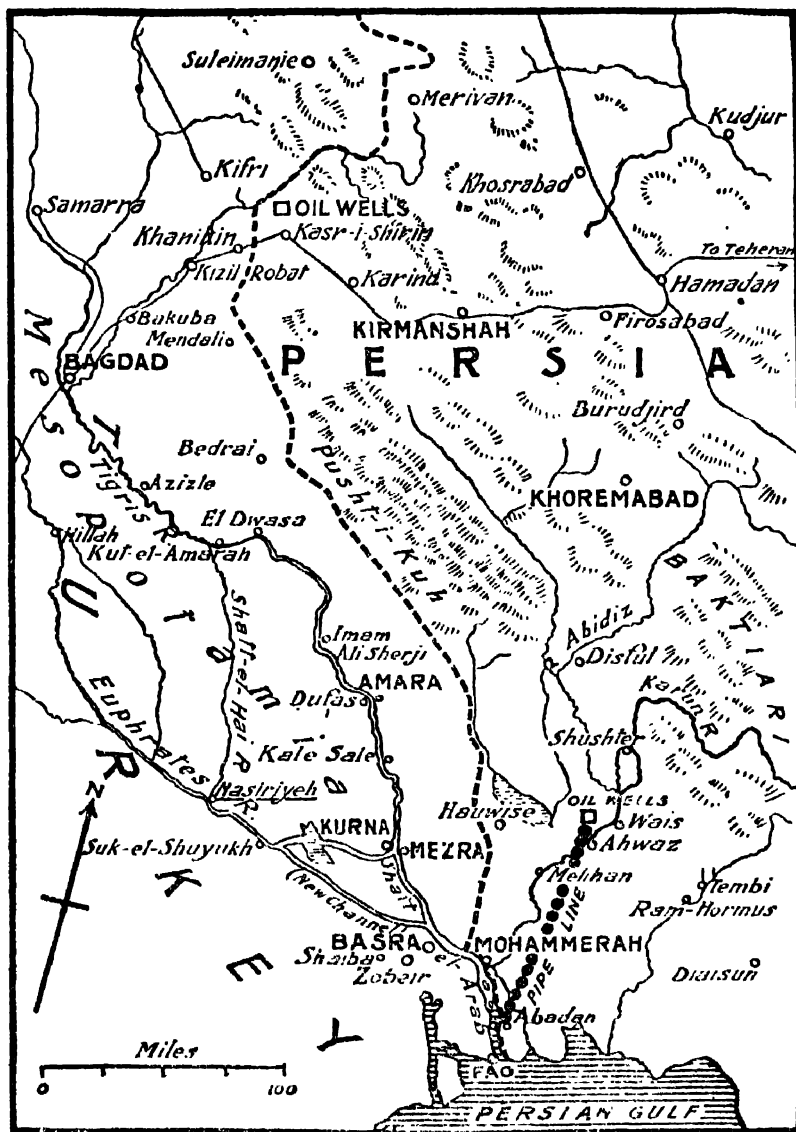 Suleimanie
Merivan
Kudjur
Kifri
Khosrabad
Samarra
OIL WELLS
Khanikin
Kasr-i-Shirin
To Teheran
Kizil Robat
Karind
Hamadan
Bakuba
KIRMANSHAH
Firosabad
Mendali
BAGDAD
PERSIA
Burudjird
Mesopotamia
Bedrai
Tigris R.
Azizle
Pusht-i-Kuh
KHOREMABAD
El Dwasa
Hillah
Kut-el-Amarah
BAKTIARI
TURKEY
Shatt-el-Hai R.
Abidiz
Imam
Ali Sherji
Disful
AMARA
Dufas
Karun R.
Euphrates R.
Kale Sale
Shushter
Nasiriyeh
OIL WELLS
Hauwise
Wais
KURNA
Ahwaz
Suk-el-Shuyukh
MEZRA
Melihan
Tembi
Ram-Hormus
(New Channel)
Shatt
el-Arab
PIPE LINE
BASRA
MOHAMMERAH
Shaiba
Zobeir
Abadan
N
Miles
0
100
FAO
PERSIAN GULF